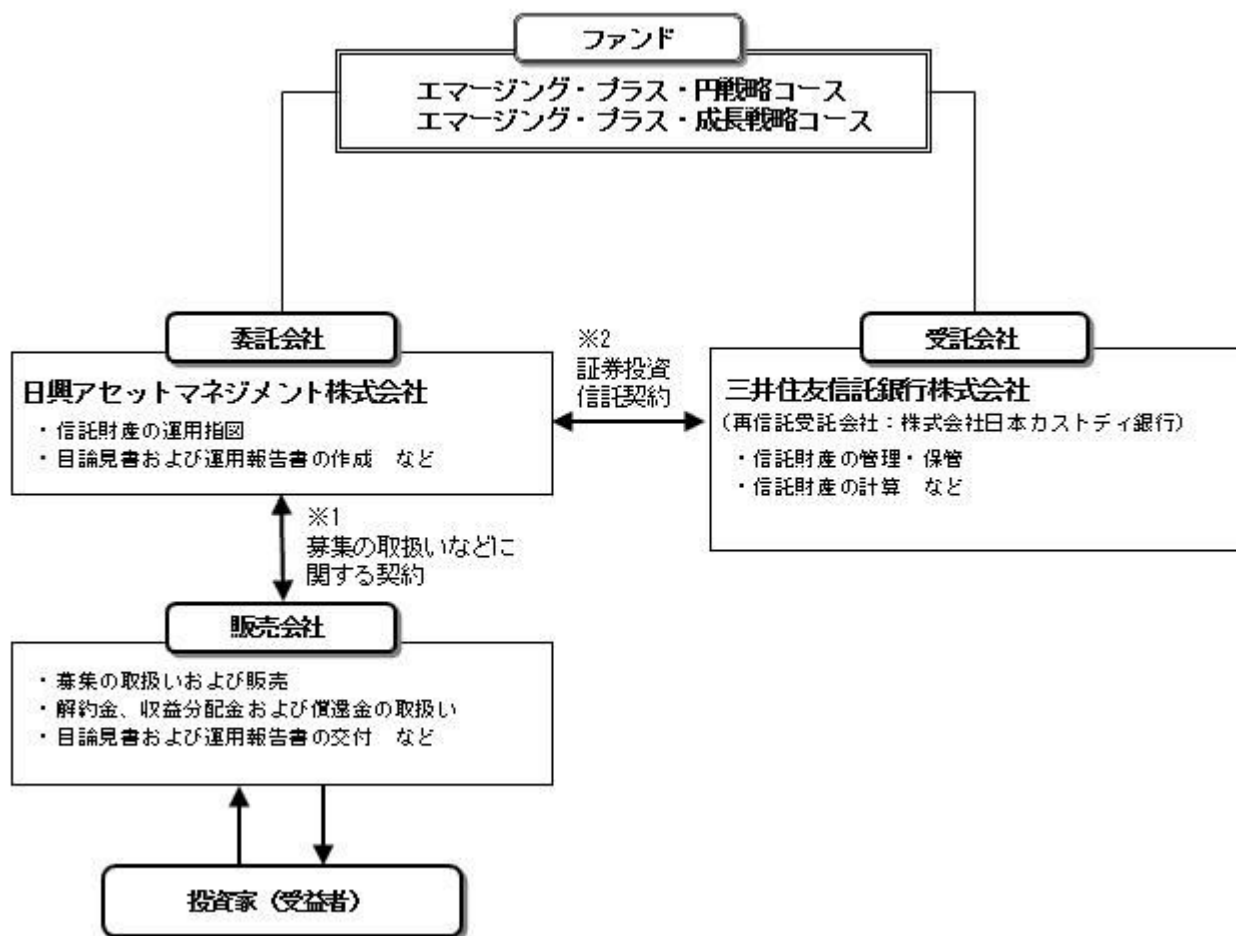 ファンド
エマージング・プラス・円戦略コース
エマージング・プラス・成長戦略コース
委託会社
日興アセットマネジメント株式会社
・信託財産の運用指図
・目論見書および運用報告書の作成　など
※2
証券投資
信託契約
受託会社
三井住友信託銀行株式会社
(再信託受託会社：株式会社日本カストディ銀行)
・信託財産の管理・保管
・信託財産の計算　など
※1
募集の取扱いなどに
関する契約
販売会社
・募集の取扱いおよび販売
・解約金、収益分配金および償還金の取扱い
・目論見書および運用報告書の交付　など
投資家（受益者）